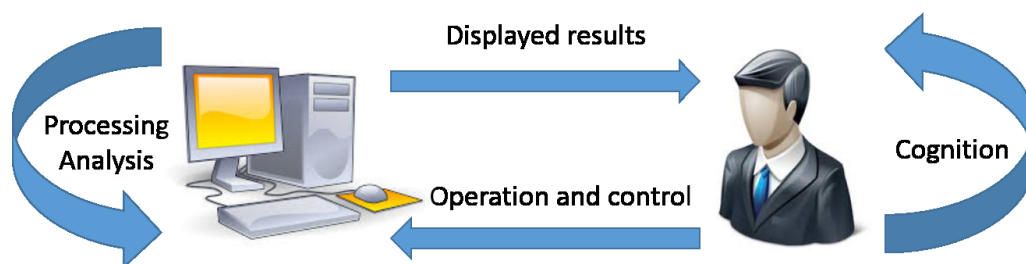 Displayed results
Processing
Analysis
Cognition
Operation and control